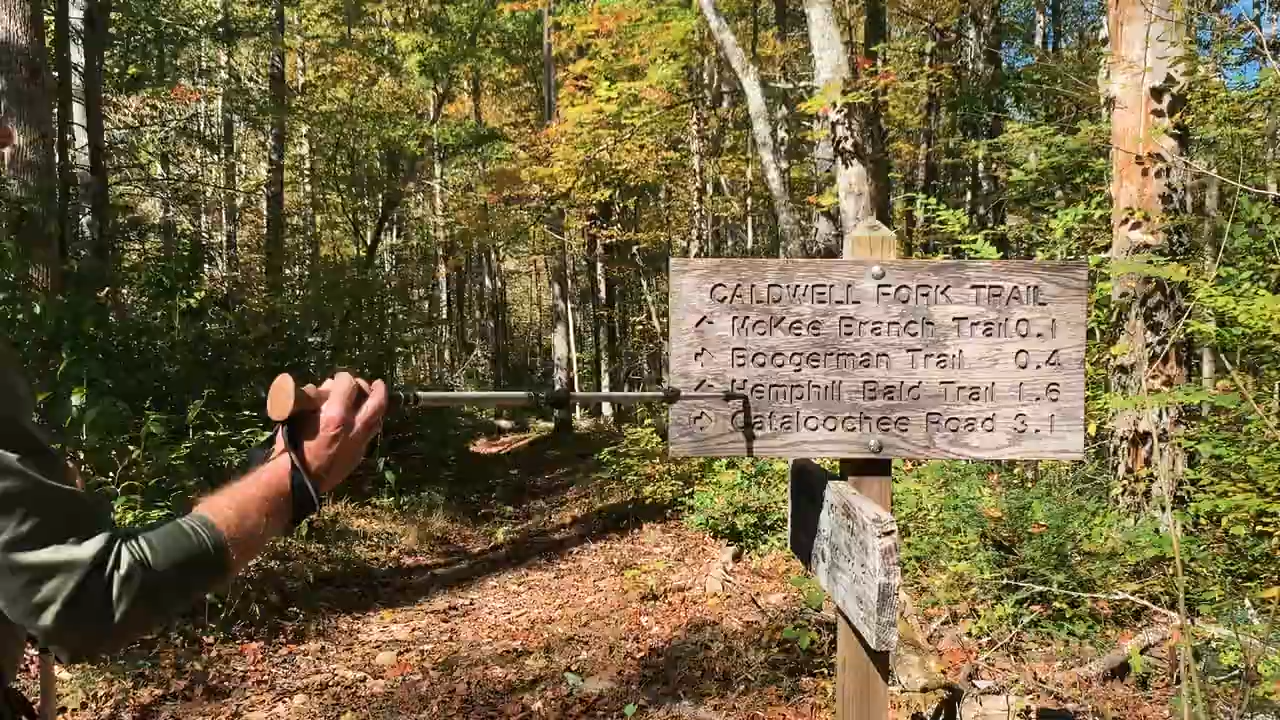 CALDWELL FORK TRAIL
McKee Branch Trail 0.1
Boogerman Trail 0.4
Hemphill Bald Trail 1.6
Cataloochee Road 3.1